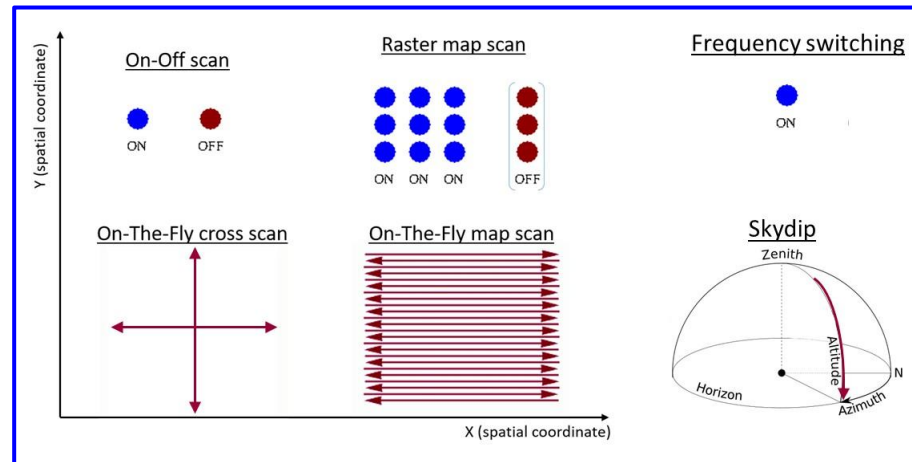 On-Off scan
ON
OFF
Raster map scan
ON
ON
ON
OFF
Frequency switching
ON
Y (spatial coordinate)
On-The-Fly cross scan
On-The-Fly map scan
Skydip
Zenith
Altitude
N
Horizon
Azimuth
X (spatial coordinate)